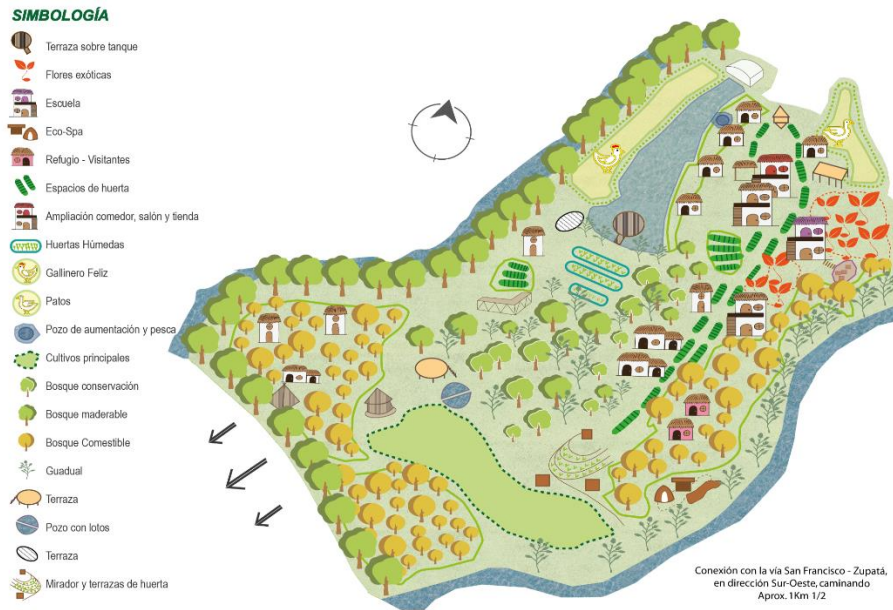 SIMBOLOGÍA
Terraza sobre tanque
Flores exóticas
Escuela
Eco-Spa
Refugio - Visitantes
Espacios de huerta
Ampliación comedor, salón y tienda
Huertas Húmedas
Gallinero Feliz
Patos
Pozo de aumentación y pesca
Cultivos principales
Bosque conservación
Bosque maderable
Bosque Comestible
Guadual
Terraza
Pozo con lotos
Terraza
Mirador y terrazas de huerta
Conexión con la vía San Francisco - Zupatá,
en dirección Sur-Oeste, caminando
Aprox. 1Km 1/2